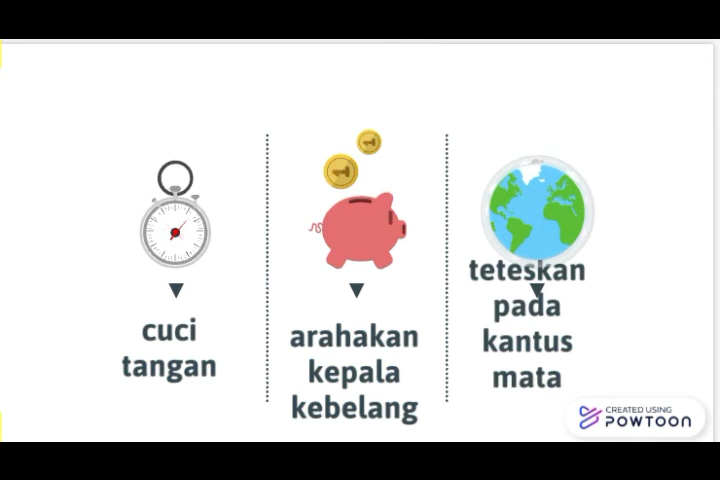 cuci
tangan
arahakan
kepala
kebelang
teteskan
pada
kantus
mata
CREATED USING
POWTOON